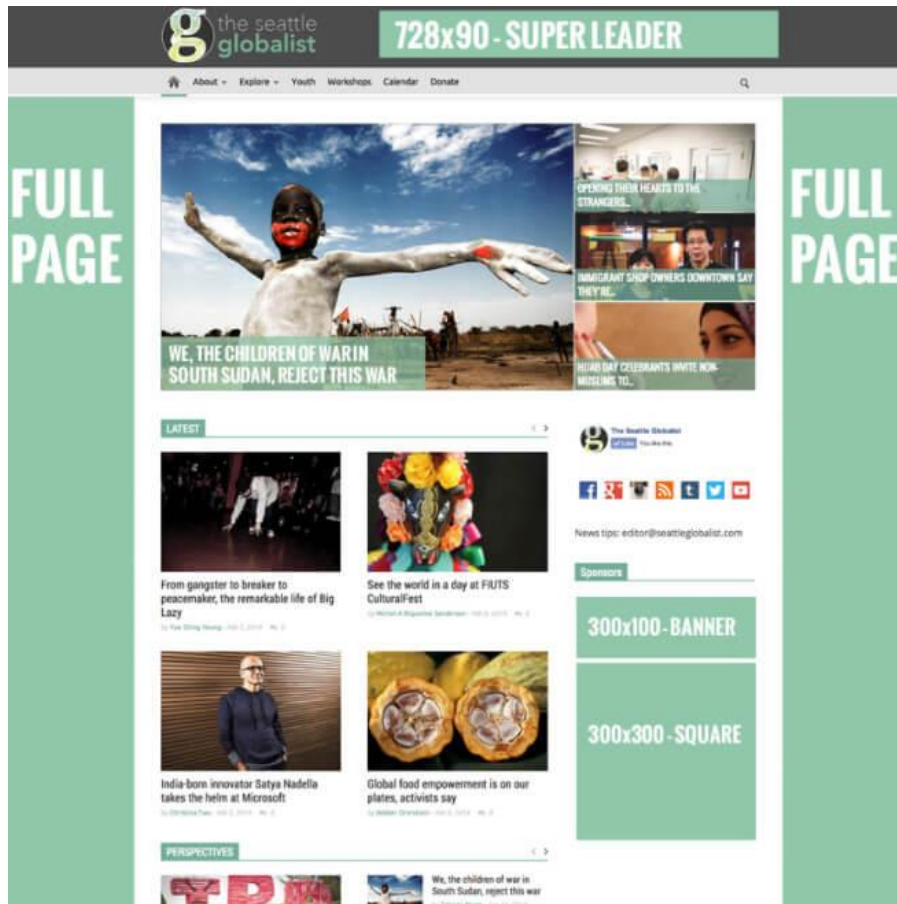 the seattle
globalist
728x90 - SUPER LEADER
About Explore Youth Workshops Calendar Donate
FULL
PAGE
FULL
PAGE
WE, THE CHILDREN OF WAR IN
SOUTH SUDAN, REJECT THIS WAR
OPENING THEIR HEARTS TO THE
STRANGERS...
IMMIGRANT SHOP OWNERS DOWNTOWN SAY
THEY'RE...
HIJAB DAY CELEBRANTS INVITE NON-
MUSLIMS TO...
LATEST
From gangster to breaker to
peacemaker, the remarkable life of Big
Lazy
See the world in a day at FIUTS
CulturalFest
India-born innovator Satya Nadella
takes the helm at Microsoft
Global food empowerment is on our
plates, activists say
PERSPECTIVES
We, the children of war in
South Sudan, reject this war
The Seattle Globalist
Like You like this.
News tips: editor@seattleglobalist.com
Sponsors
300x100 - BANNER
300x300 - SQUARE